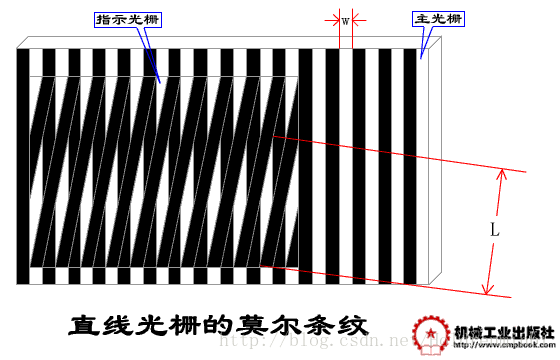 指示光栅
W
主光栅
L
直线光栅的莫尔条纹
机械工业出版社
http://www.cmpbook.com
http://blog.csdn.net/